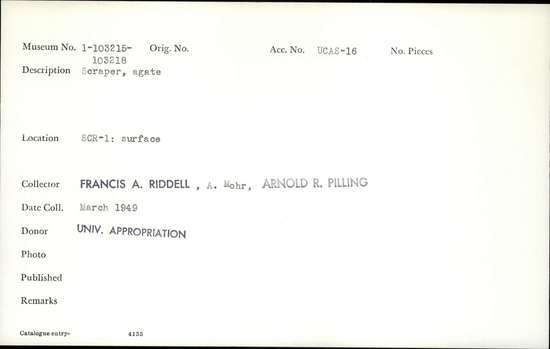 Museum No. 1-103215- Orig. No. Acc. No. UCAS-16 No. Pieces
103218
Description Scraper, agate
Location SCR-1: surface
Collector FRANCIS A. RIDDELL , A. Mohr, ARNOLD R. PILLING
Date Coll. March 1949
Donor UNIV. APPROPRIATION
Photo
Published
Remarks
Catalogue entry- 4135